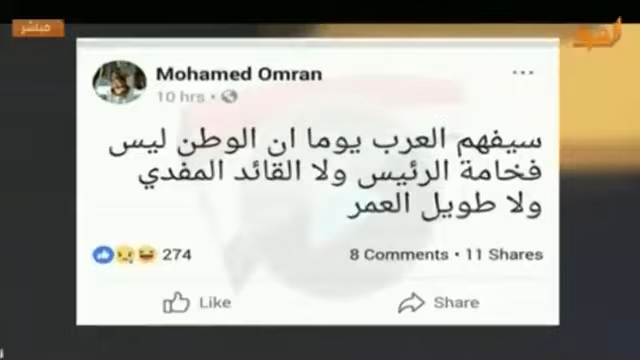 مباشر
Mohamed Omran
10 hrs •
سيفهم العرب يوما ان الوطن ليس
فخامة الرئيس ولا القائد المفدي
ولا طويل العمر
274
8 Comments • 11 Shares
Like
Share